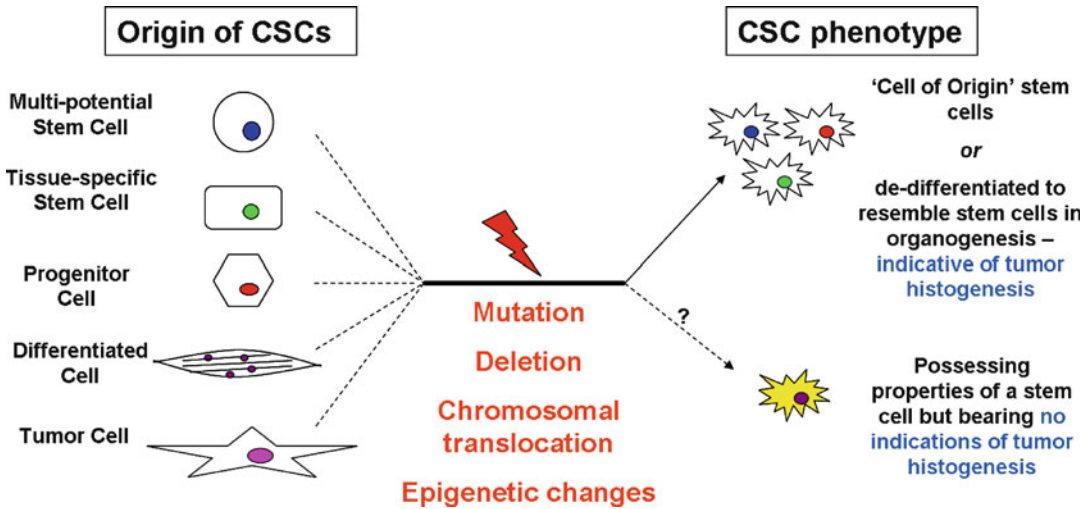 Origin of CSCs
Multi-potential
Stem Cell
Tissue-specific
Stem Cell
Progenitor
Cell
Differentiated
Cell
Tumor Cell
Mutation
Deletion
Chromosomal
translocation
Epigenetic changes
?
CSC phenotype
‘Cell of Origin’ stem
cells
or
de-differentiated to
resemble stem cells in
organogenesis –
indicative of tumor
histogenesis
Possessing
properties of a stem
cell but bearing no
indications of tumor
histogenesis